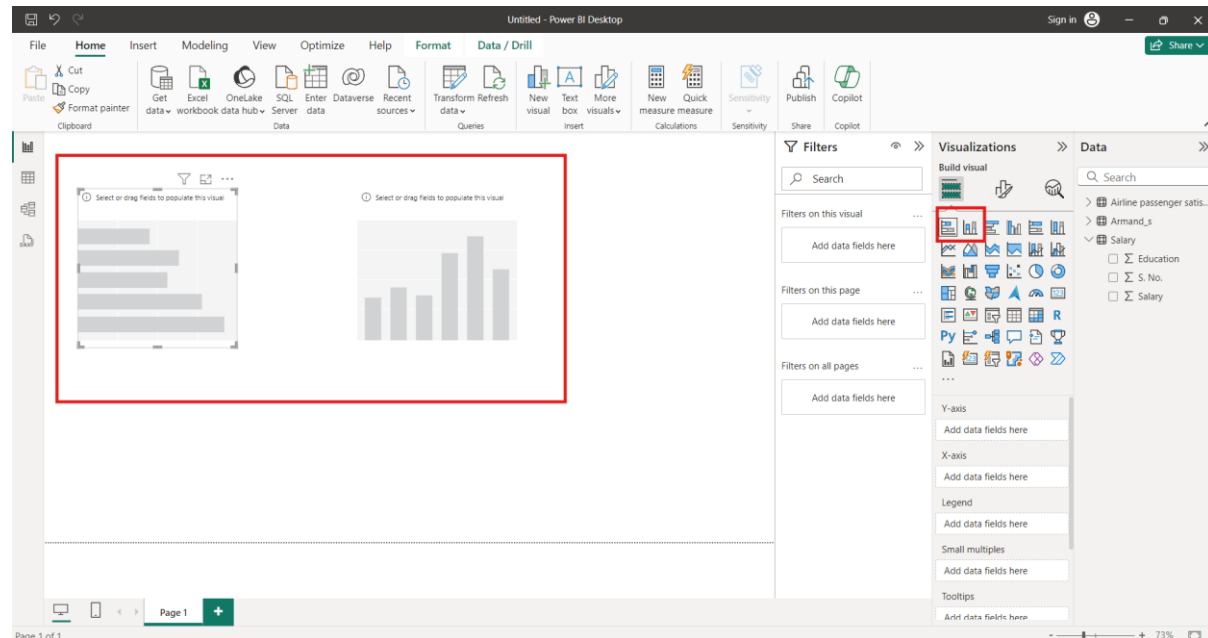 Untitled - Power BI Desktop
Sign in
File Home Insert Modeling View Optimize Help Format Data / Drill
Share
Paste
Cut
Copy
Format painter
Clipboard
Get data
Excel workbook
OneLake data hub
SQL Server
Enter data
Dataverse
Recent sources
Data
Transform data
Refresh
Queries
New visual
Text box
More visuals
Insert
New measure
Quick measure
Calculations
Sensitivity
Sensitivity
Publish
Share
Copilot
Copilot
Select or drag fields to populate this visual
Select or drag fields to populate this visual
Filters
Search
Filters on this visual
Add data fields here
Filters on this page
Add data fields here
Filters on all pages
Add data fields here
Visualizations
Build visual
R
Py
Y-axis
Add data fields here
X-axis
Add data fields here
Legend
Add data fields here
Small multiples
Add data fields here
Tooltips
Add data fields here
Data
Search
Airline passenger satis...
Armand_s
Salary
Σ Education
Σ S. No.
Σ Salary
Page 1
Page 1 of 1
73%